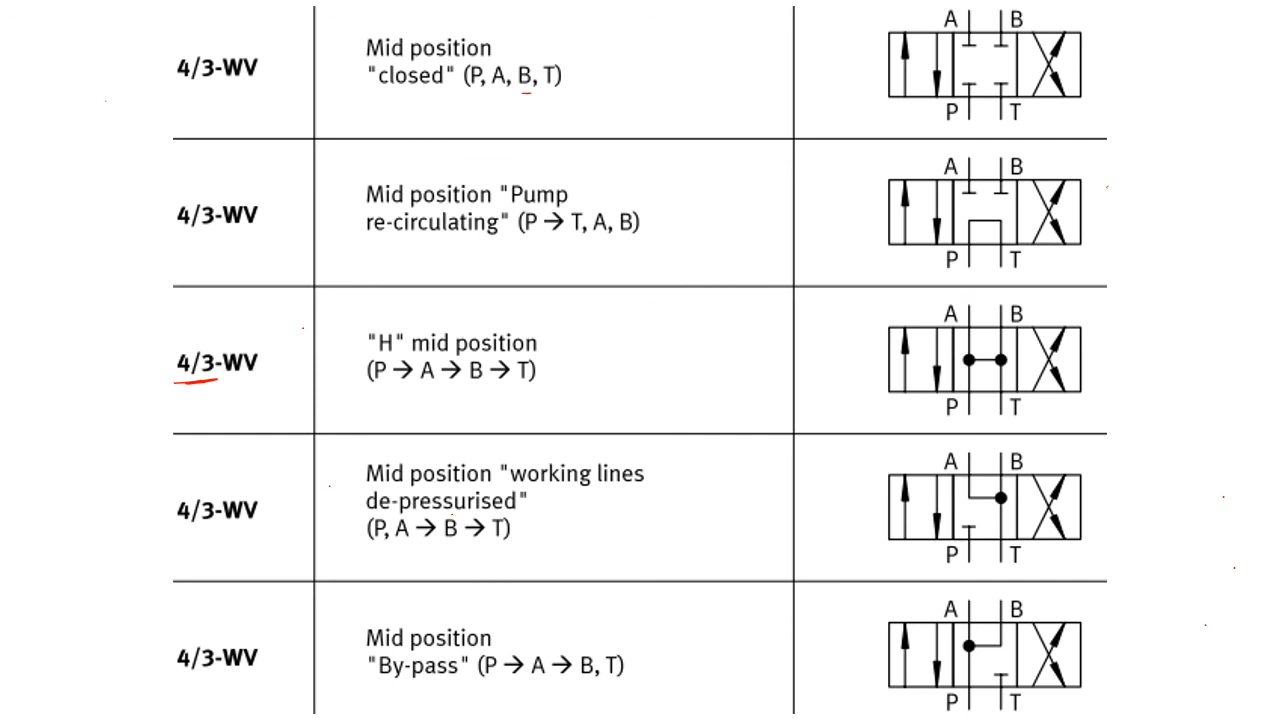 4/3-WV
Mid position
"closed" (P, A, B, T)
A B
P T
4/3-WV
Mid position "Pump
re-circulating" (P → T, A, B)
A B
P T
4/3-WV
"H" mid position
(P → A → B → T)
A B
P T
4/3-WV
Mid position "working lines
de-pressurised"
(P, A → B → T)
A B
P T
4/3-WV
Mid position
"By-pass" (P → A → B, T)
A B
P T